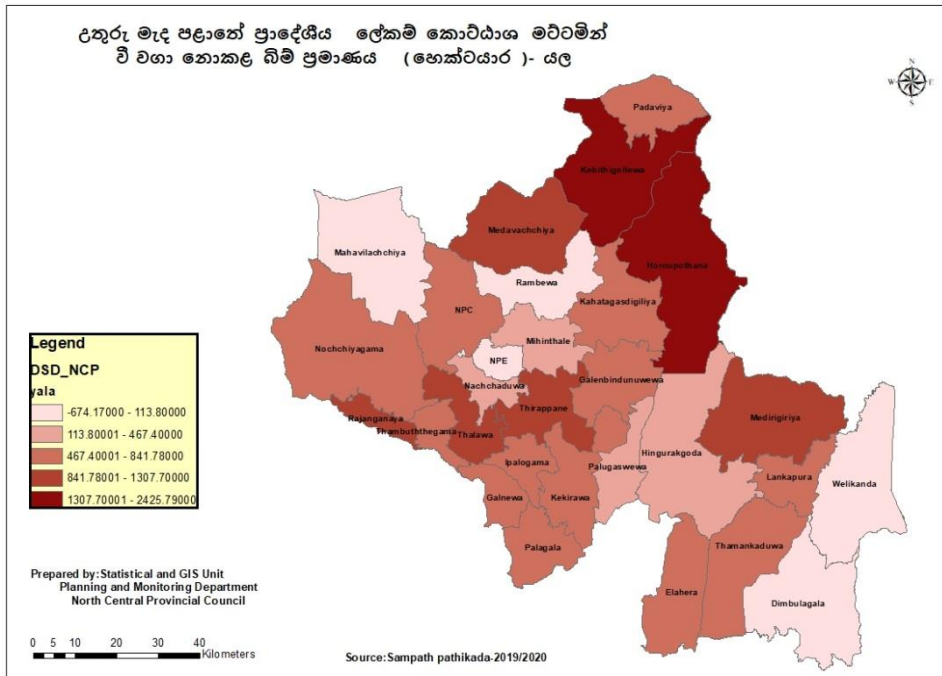 උතුරු මැද පළාතේ ප්‍රාදේශීය ලේකම් කොට්ඨාශ මට්ටමින්
වී වගා නොකළ බිම් ප්‍රමාණය (හෙක්ටයාර )- යල
N
W E
S
Padaviya
Kebithigollewa
Medavachchiya
Horowpothana
Mahavilachchiya
Rambewa
Kahatagasdigiliya
NPC
Mihinthale
Nochchiyagama
NPE
Nachchaduwa
Galenbindunuwewa
Rajanganaya
Thambuththegama
Thalawa
Thirappane
Medirigiriya
Hingurakgoda
Ipalogama
Palugaswewa
Lankapura
Welikanda
Galnewa
Kekirawa
Palagala
Thamankaduwa
Elahera
Dimbulagala
Legend
DSD_NCP
yala
-674.17000 - 113.80000
113.80001 - 467.40000
467.40001 - 841.78000
841.78001 - 1307.70000
1307.70001 - 2425.79000
Prepared by:Statistical and GIS Unit
Planning and Monitoring Department
North Central Provincial Council
0 5 10 20 30 40
Kilometers
Source:Sampath pathikada-2019/2020